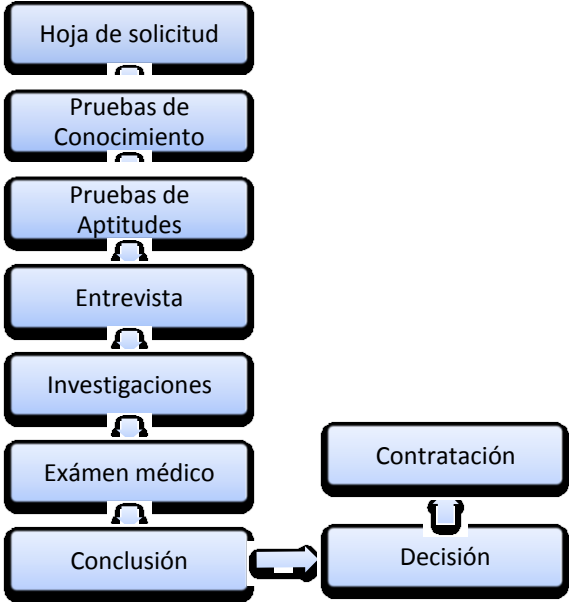 Hoja de solicitud
Pruebas de
Conocimiento
Pruebas de
Aptitudes
Entrevista
Investigaciones
Exámen médico
Conclusión
Contratación
Decisión